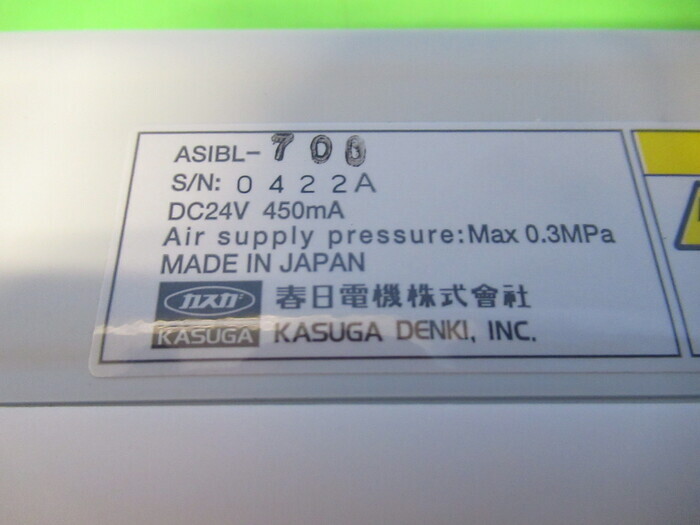 ASIBL-700
S/N: 0422A
DC24V 450mA
Air supply pressure:Max 0.3MPa
MADE IN JAPAN
カスガ 春日電機株式會社
KASUGA KASUGA DENKI, INC.